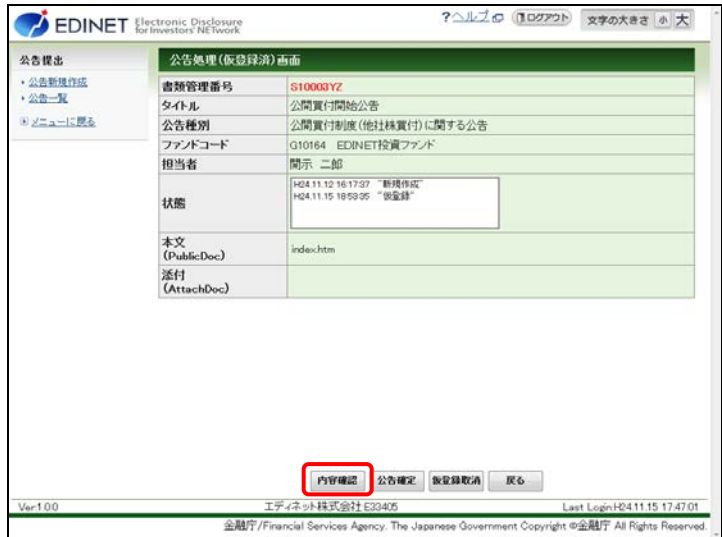 EDINET Electronic Disclosure for Investors' NETwork
?ヘルプ ログアウト 文字の大きさ 小 大
公告提出
・公告新規作成
・公告一覧
メニューに戻る
公告処理(仮登録済)画面
書類管理番号 S10003YZ
タイトル 公開買付開始公告
公告種別 公開買付制度(他社株買付)に関する公告
ファンドコード G10164 EDINET投資ファンド
担当者 開示 二郎
状態
H24.11.12 16:17:37 "新規作成"
H24.11.15 18:53:35 "仮登録"
本文
(PublicDoc)
index.htm
添付
(AttachDoc)
内容確認 公告確定 仮登録取消 戻る
Ver1.0.0 エディネット株式会社 E33405 Last Login:H24.11.15 17:47:01
金融庁/Financial Services Agency. The Japanese Government Copyright ©金融庁 All Rights Reserved.